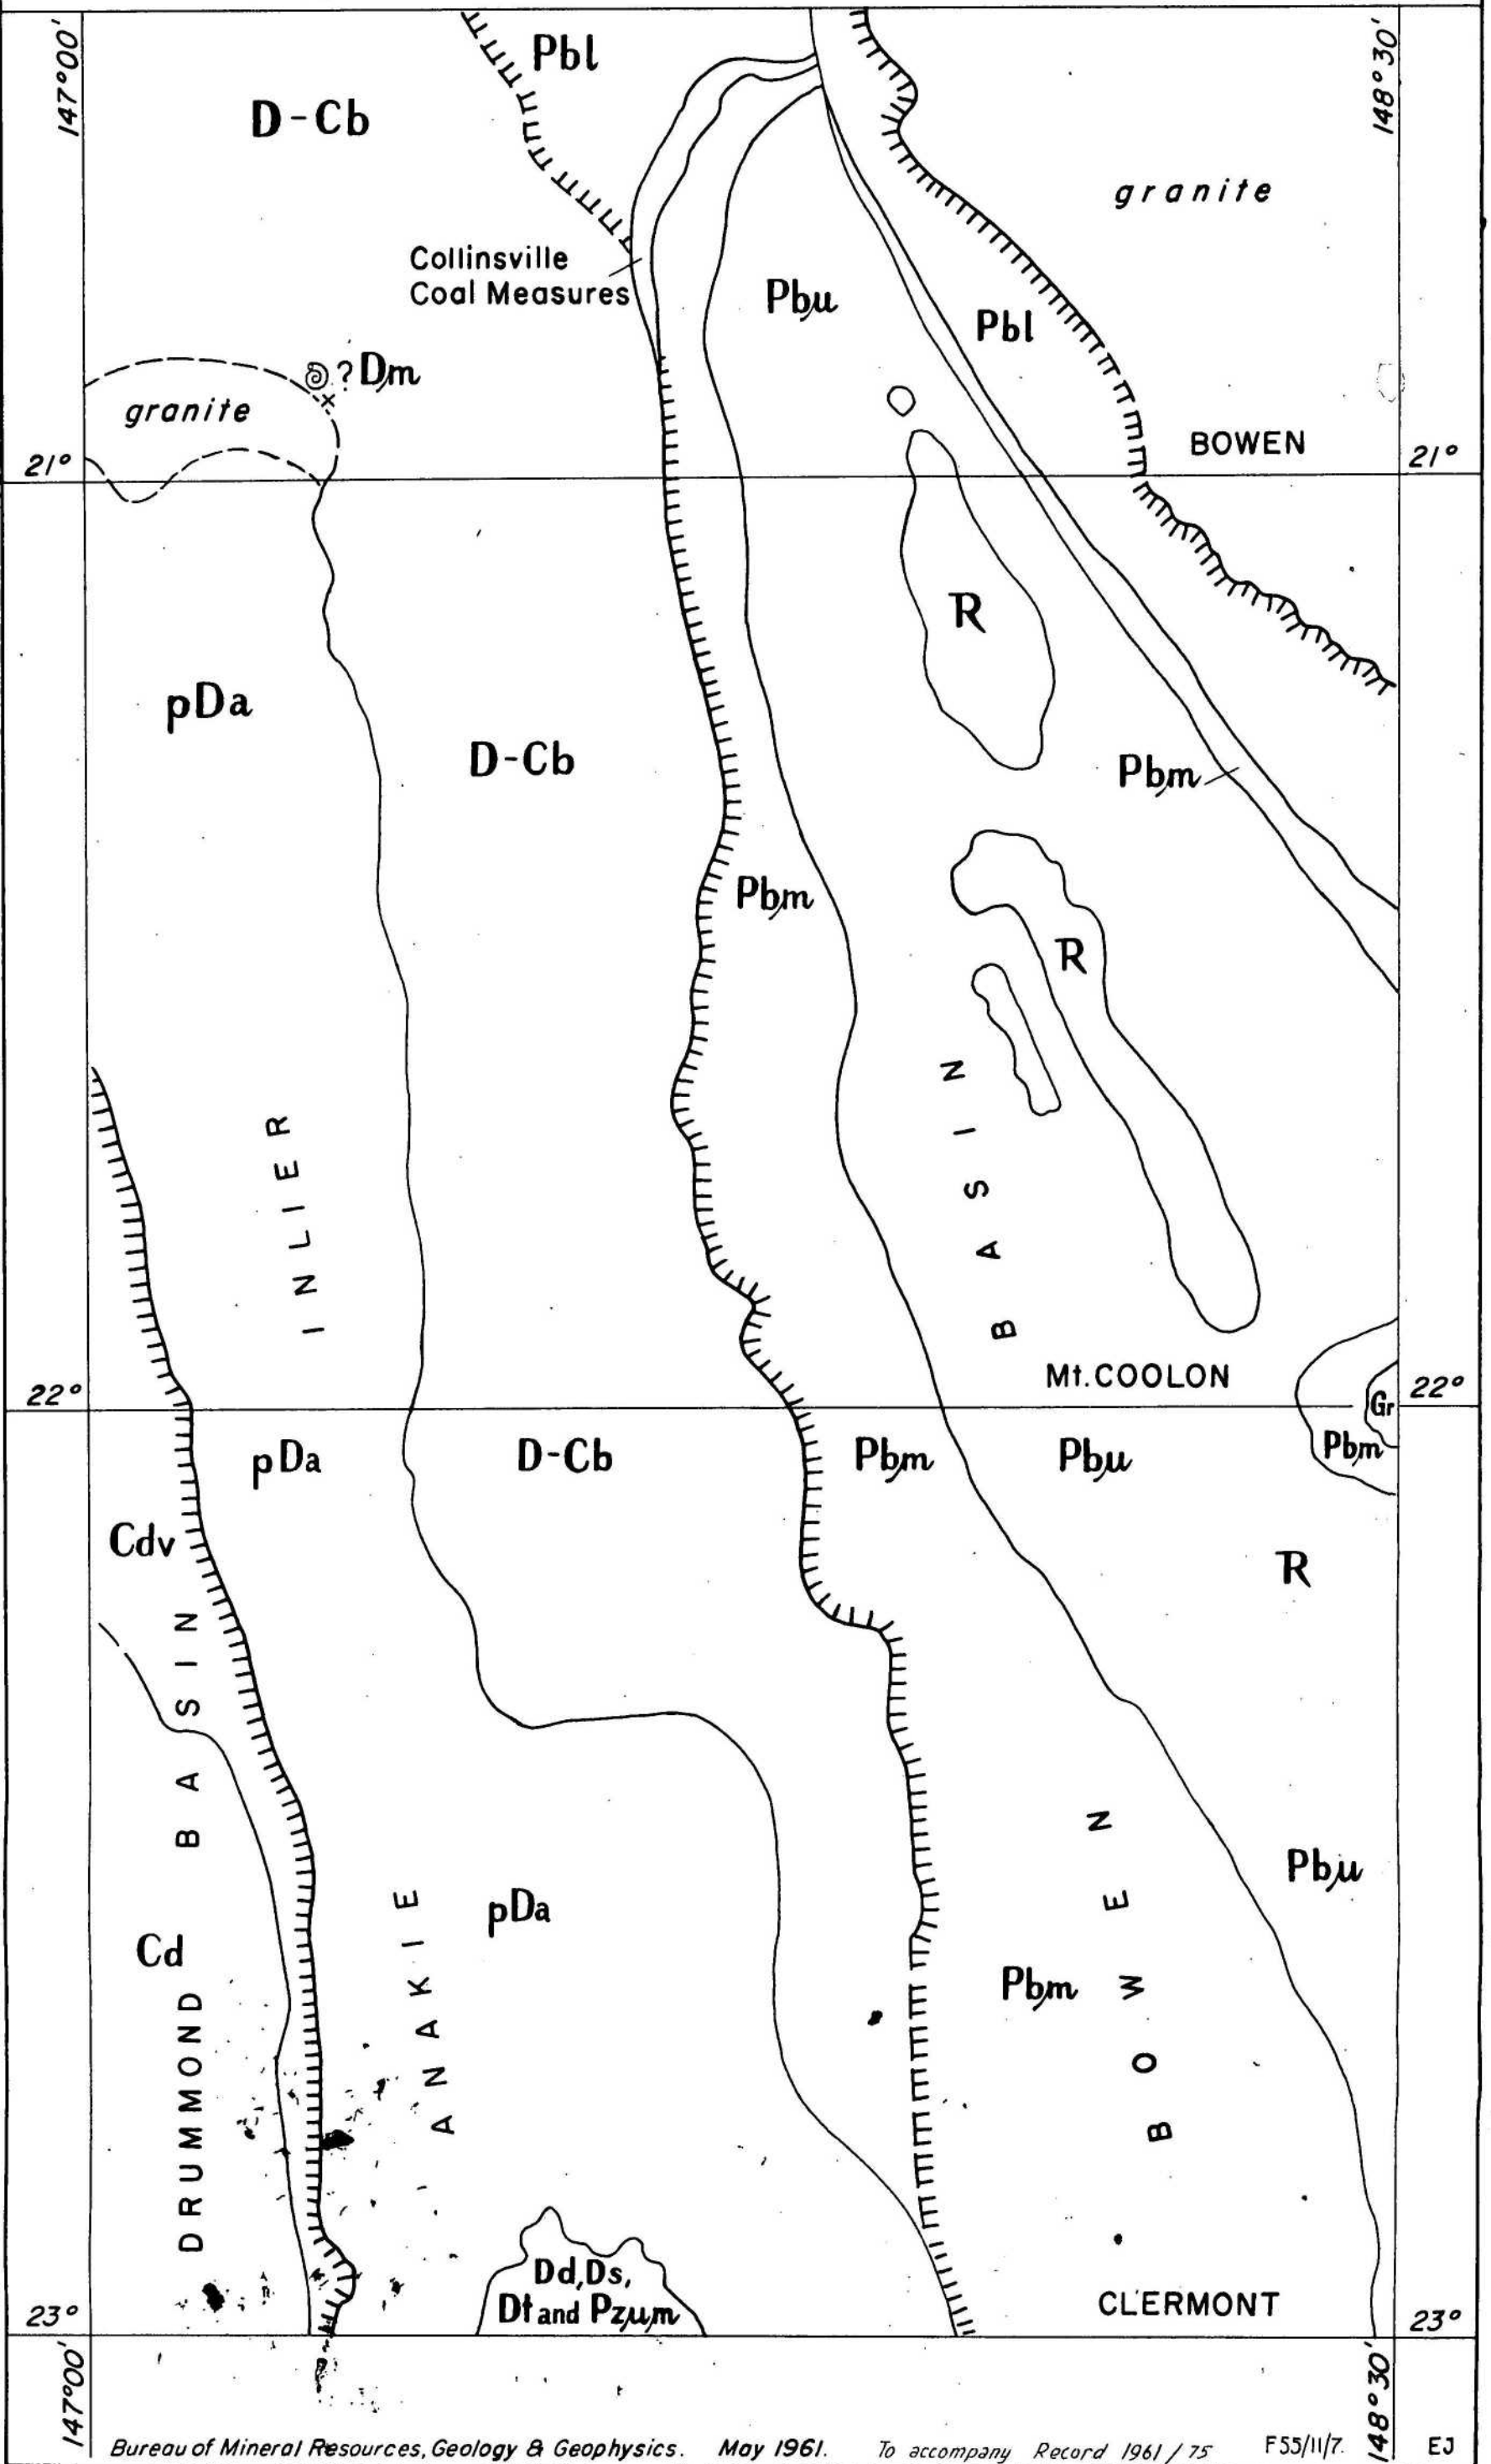 147°00'
148°30'
Pbl
D-Cb
granite
Collinsville
Coal Measures
Pbu
Pbl
?Dm
granite
BOWEN
21°
21°
R
pDa
D-Cb
Pbm
Pbm
R
INLIER
BASIN
Mt. COOLON
22°
22°
Gr
pDa
D-Cb
Pbm
Pbu
Pbm
Cdv
R
Pbu
pDa
Cd
Pbm
DRUMMOND BASIN
ANAKIE
BOWEN
Dd, Ds,
Dt and Pzum
CLERMONT
23°
23°
147°00'
148°30'
Bureau of Mineral Resources, Geology & Geophysics. May 1961. To accompany Record 1961/75 F55/11/7. EJ